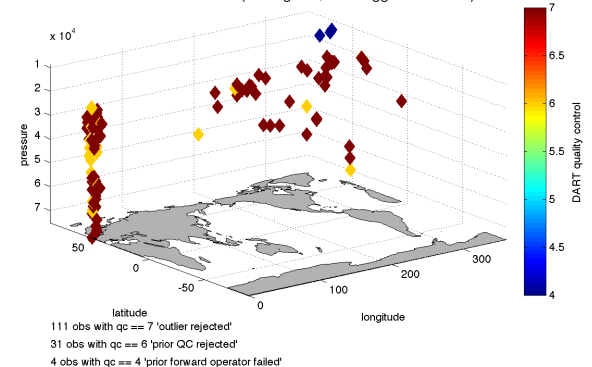 x 10⁴
1
2
3
4
5
6
7
pressure
50
0
-50
latitude
0
100
200
300
longitude
7
6.5
6
5.5
5
4.5
4
DART quality control
111 obs with qc == 7 'outlier rejected'
31 obs with qc == 6 'prior QC rejected'
4 obs with qc == 4 'prior forward operator failed'